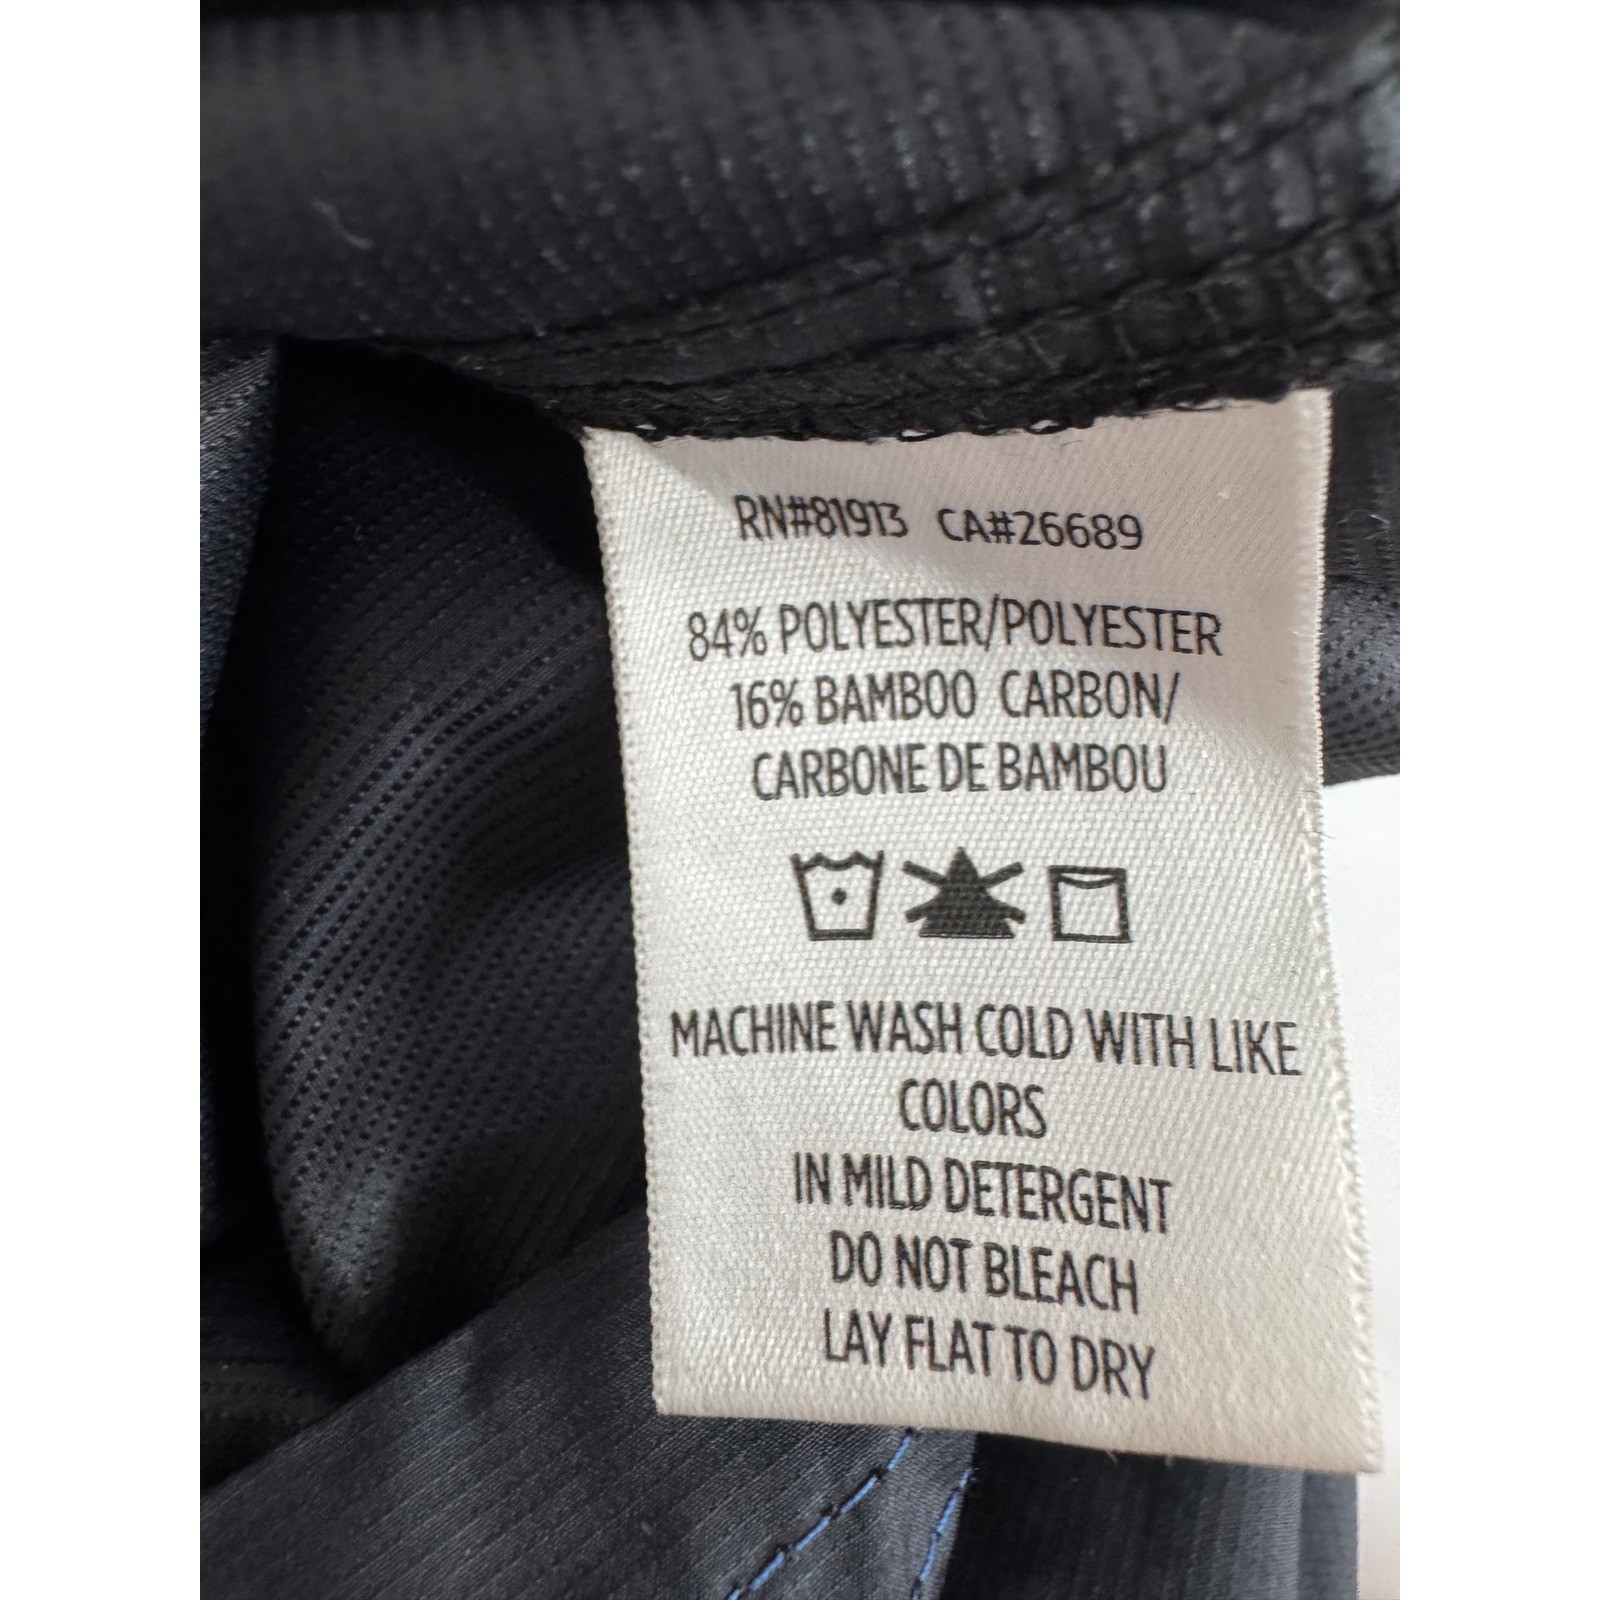 RN#81913 CA#26689
84% POLYESTER/POLYESTER
16% BAMBOO CARBON/
CARBONE DE BAMBOU
MACHINE WASH COLD WITH LIKE
COLORS
IN MILD DETERGENT
DO NOT BLEACH
LAY FLAT TO DRY